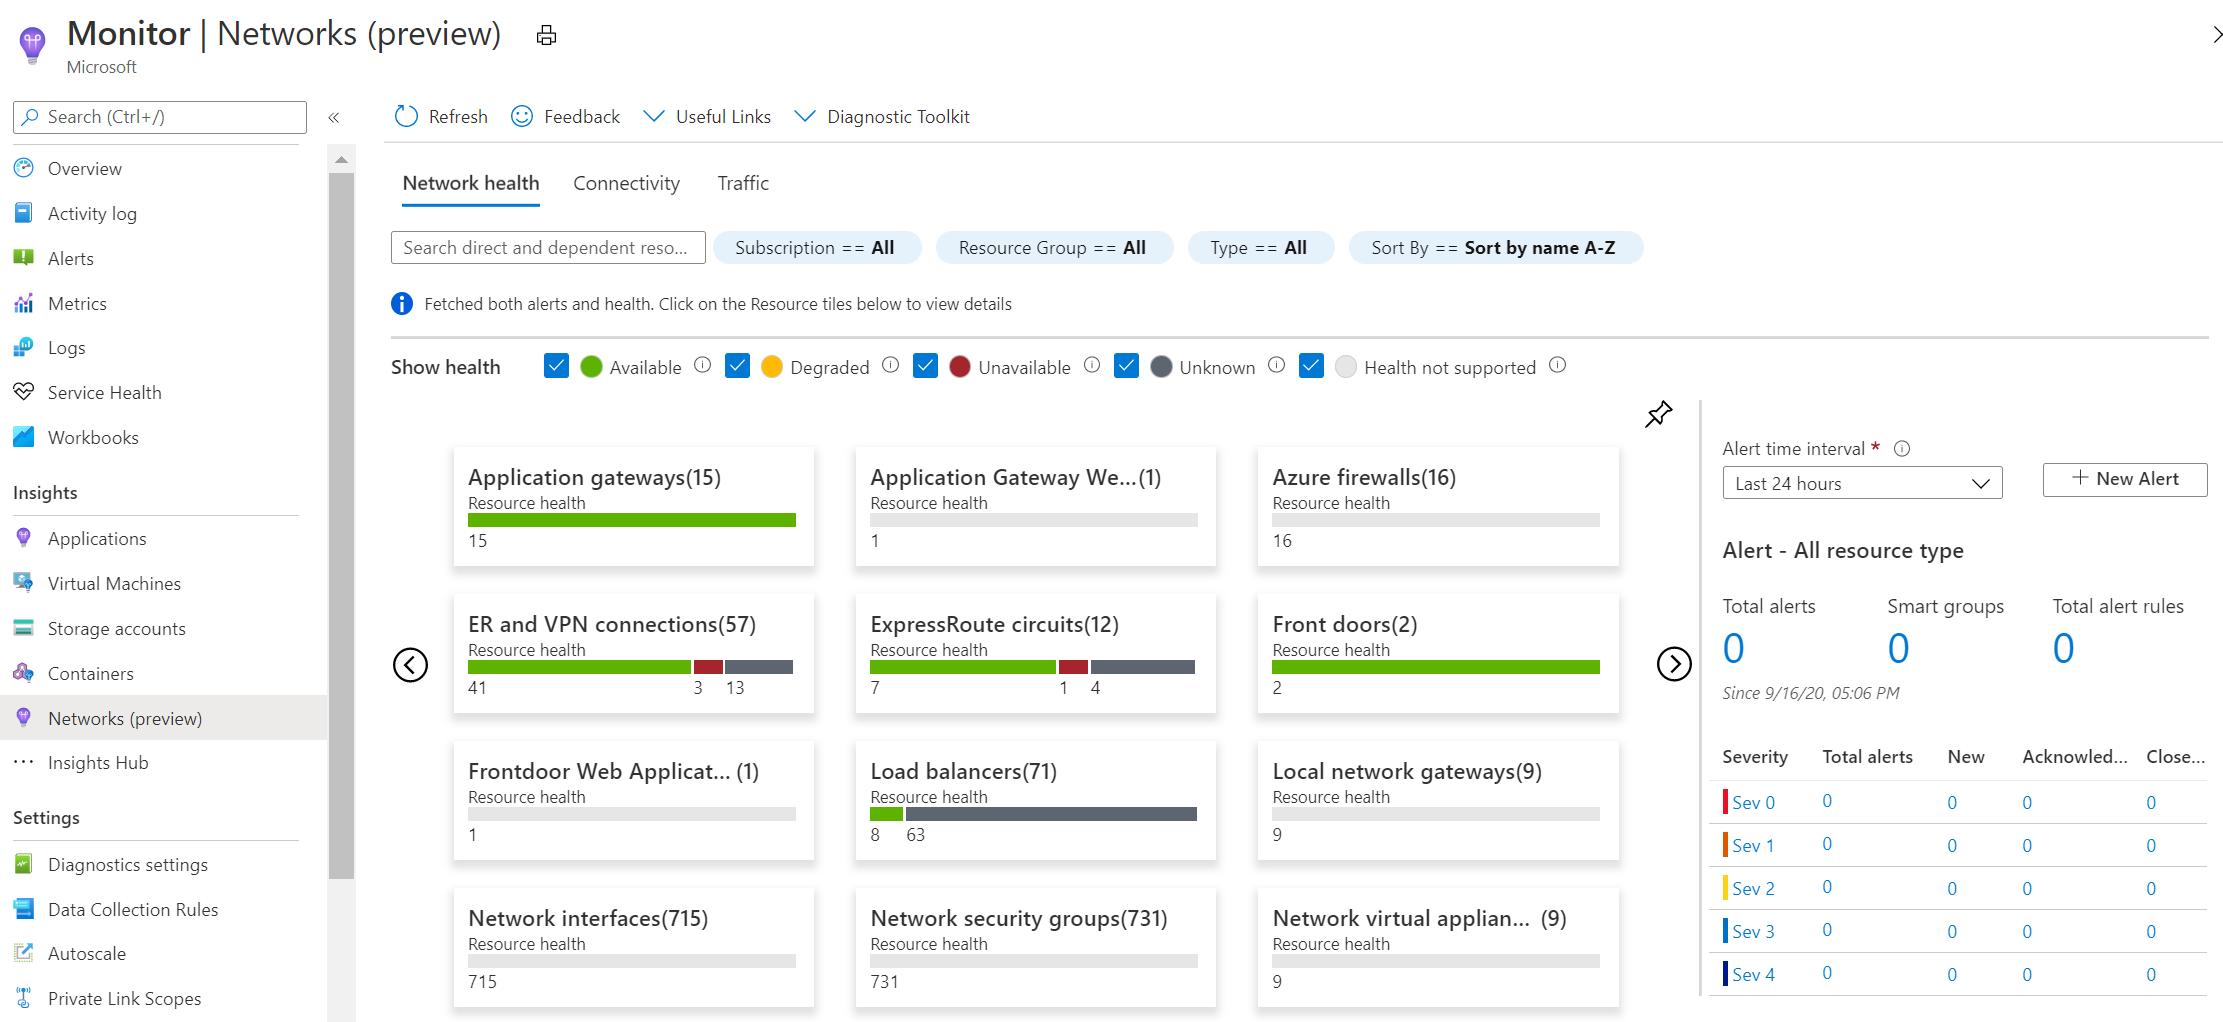 Monitor | Networks (preview)
Microsoft
Search (Ctrl+/)
«
Overview
Activity log
Alerts
Metrics
Logs
Service Health
Workbooks
Insights
Applications
Virtual Machines
Storage accounts
Containers
Networks (preview)
Insights Hub
Settings
Diagnostics settings
Data Collection Rules
Autoscale
Private Link Scopes
Refresh Feedback Useful Links Diagnostic Toolkit
Network health Connectivity Traffic
Search direct and dependent reso... Subscription == All Resource Group == All Type == All Sort By == Sort by name A-Z
Fetched both alerts and health. Click on the Resource tiles below to view details
Show health Available Degraded Unavailable Unknown Health not supported
Application gateways(15)
Resource health
15
Application Gateway We...(1)
Resource health
1
Azure firewalls(16)
Resource health
16
ER and VPN connections(57)
Resource health
41 3 13
ExpressRoute circuits(12)
Resource health
7 1 4
Front doors(2)
Resource health
2
Frontdoor Web Applicat... (1)
Resource health
1
Load balancers(71)
Resource health
8 63
Local network gateways(9)
Resource health
9
Network interfaces(715)
Resource health
715
Network security groups(731)
Resource health
731
Network virtual applian... (9)
Resource health
9
Alert time interval *
Last 24 hours
+ New Alert
Alert - All resource type
Total alerts Smart groups Total alert rules
0 0 0
Since 9/16/20, 05:06 PM
Severity Total alerts New Acknowled... Close...
Sev 0 0 0 0 0
Sev 1 0 0 0 0
Sev 2 0 0 0 0
Sev 3 0 0 0 0
Sev 4 0 0 0 0